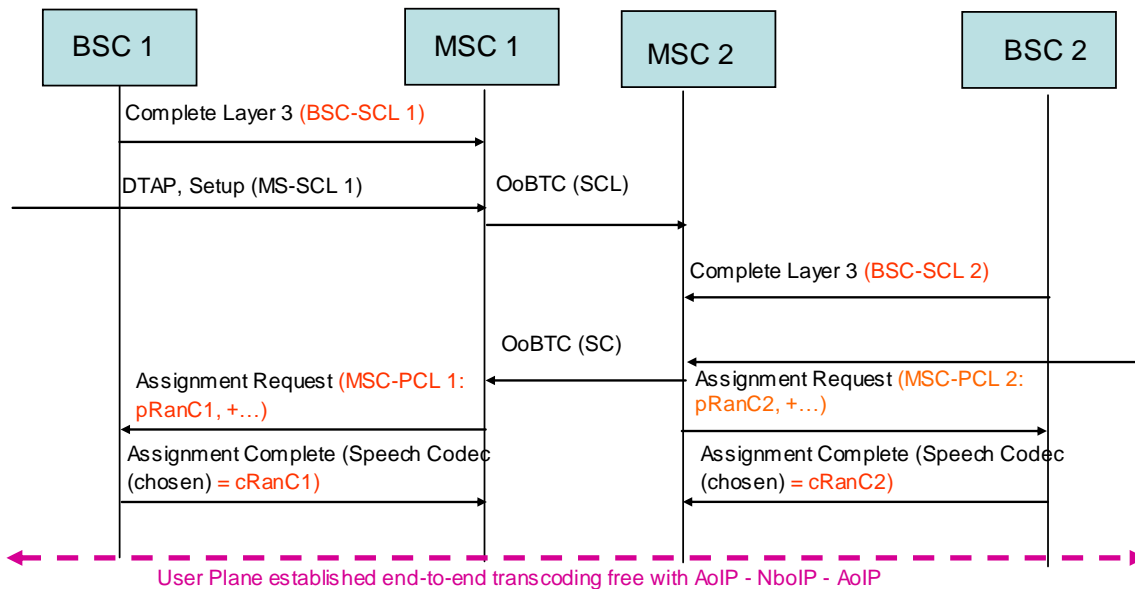 BSC 1
MSC 1
MSC 2
BSC 2
Complete Layer 3 (BSC-SCL 1)
DTAP, Setup (MS-SCL 1)
OoBTC (SCL)
Complete Layer 3 (BSC-SCL 2)
OoBTC (SC)
Assignment Request (MSC-PCL 1:
pRanC1, +…)
Assignment Request (MSC-PCL 2:
pRanC2, +…)
Assignment Complete (Speech Codec
(chosen) = cRanC1)
Assignment Complete (Speech Codec
(chosen) = cRanC2)
User Plane established end-to-end transcoding free with AoIP - NboIP - AoIP